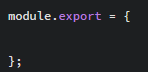 module.export = {
};